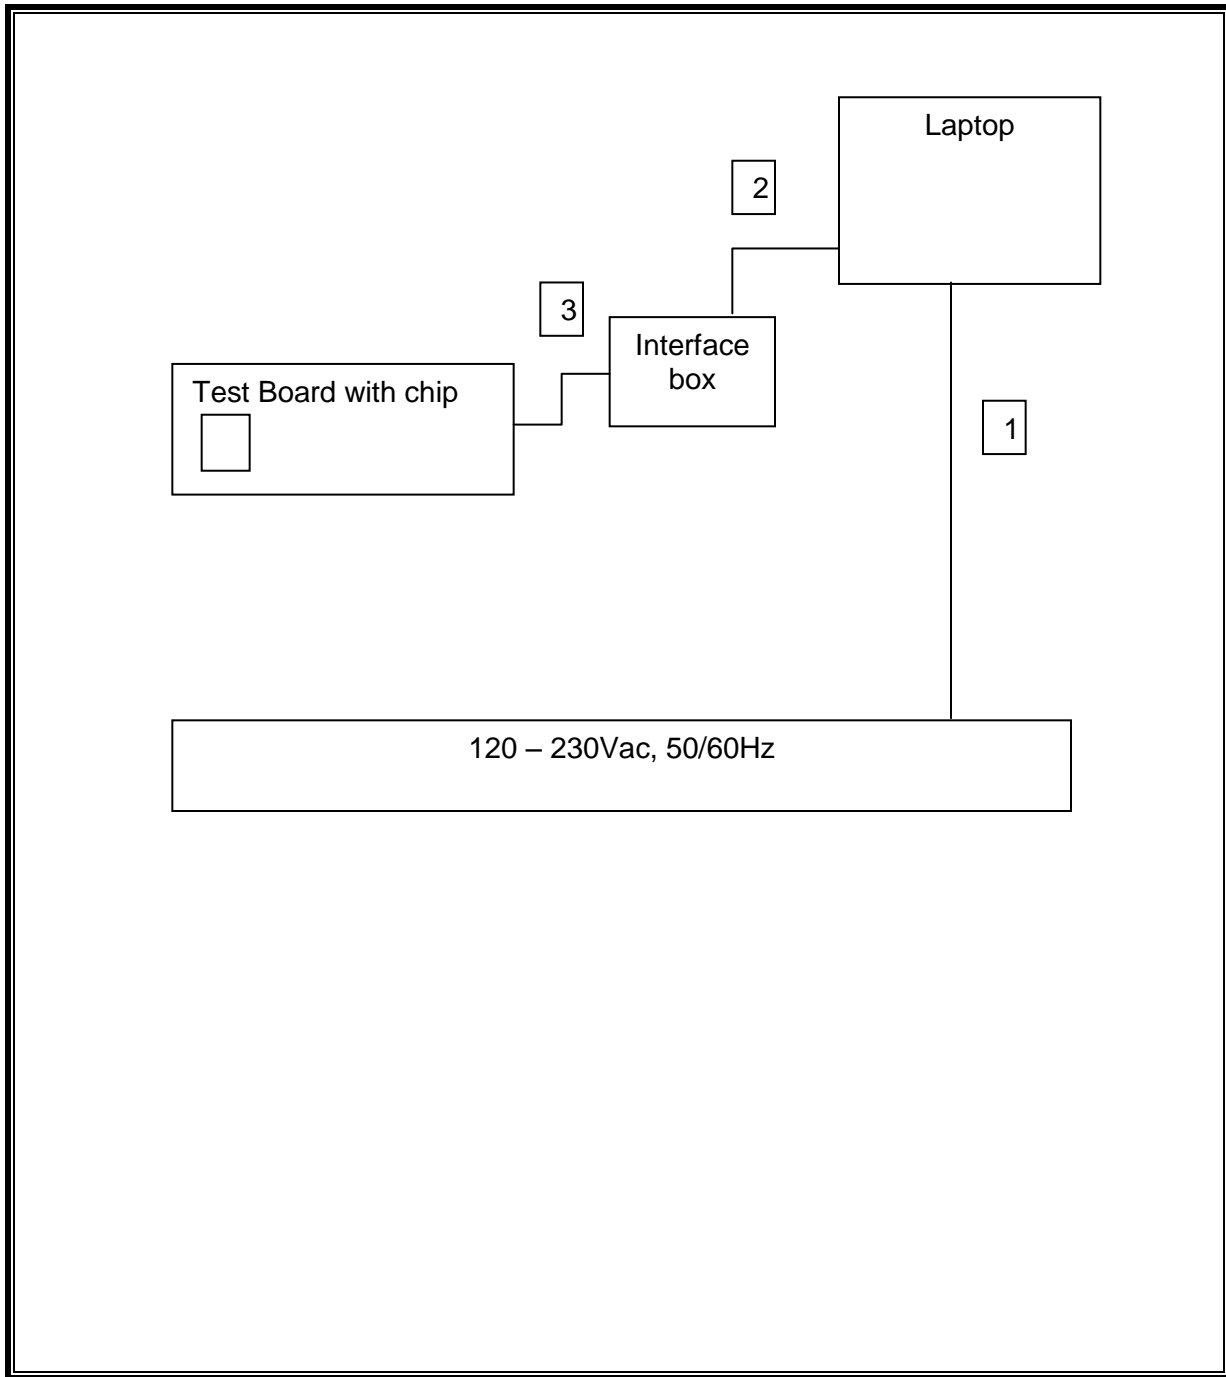 Laptop
2
3
Interface
box
Test Board with chip
1
120 – 230Vac, 50/60Hz